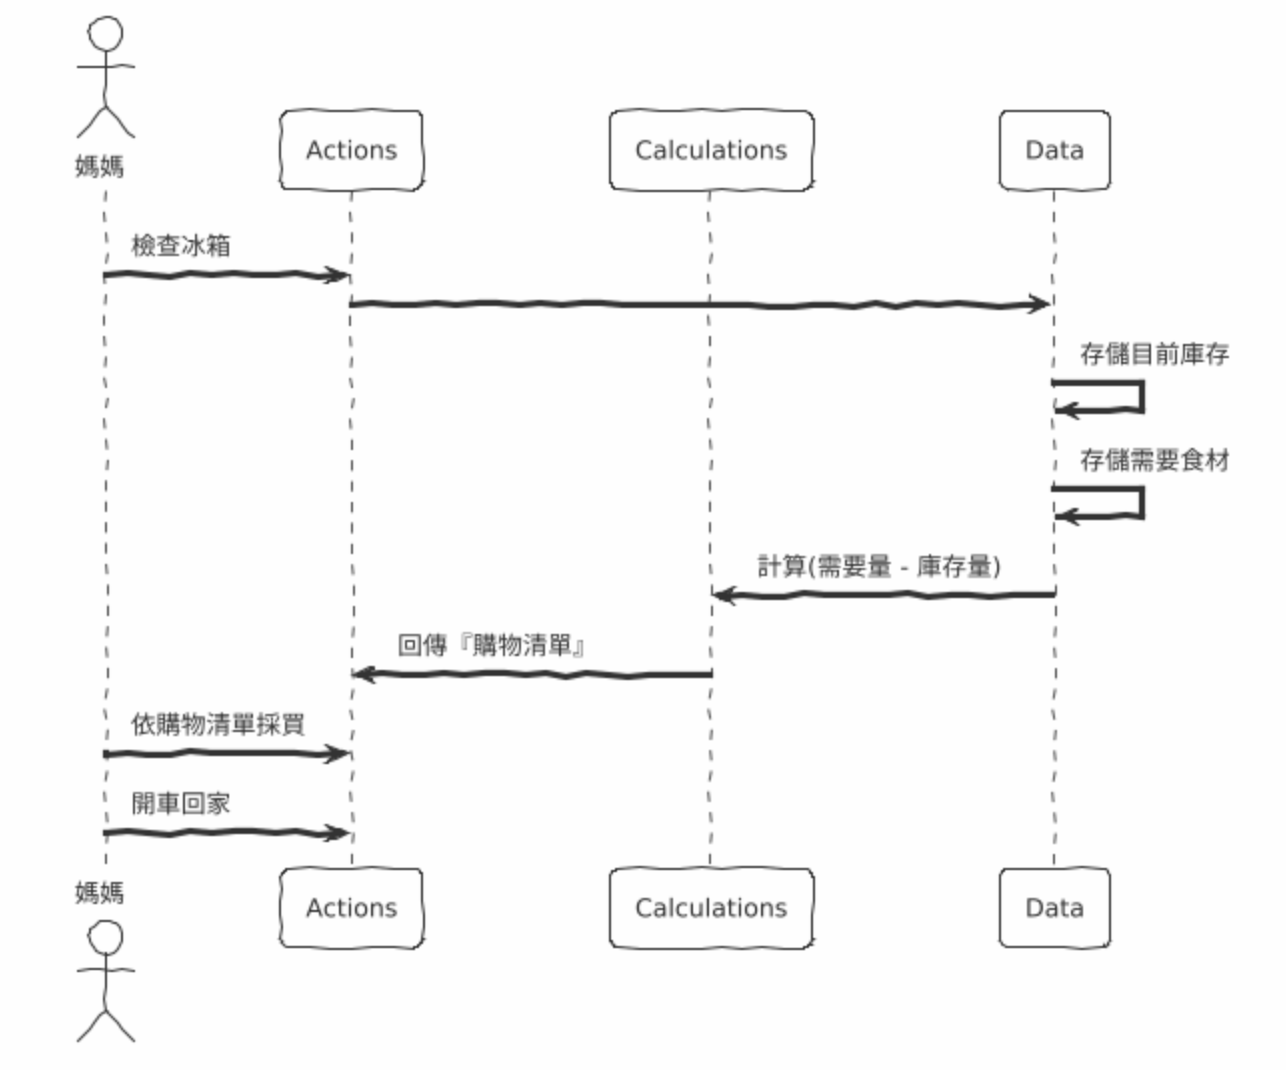 媽媽
Actions
Calculations
Data
檢查冰箱
存儲目前庫存
存儲需要食材
計算(需要量 - 庫存量)
回傳『購物清單』
依購物清單採買
開車回家
媽媽
Actions
Calculations
Data